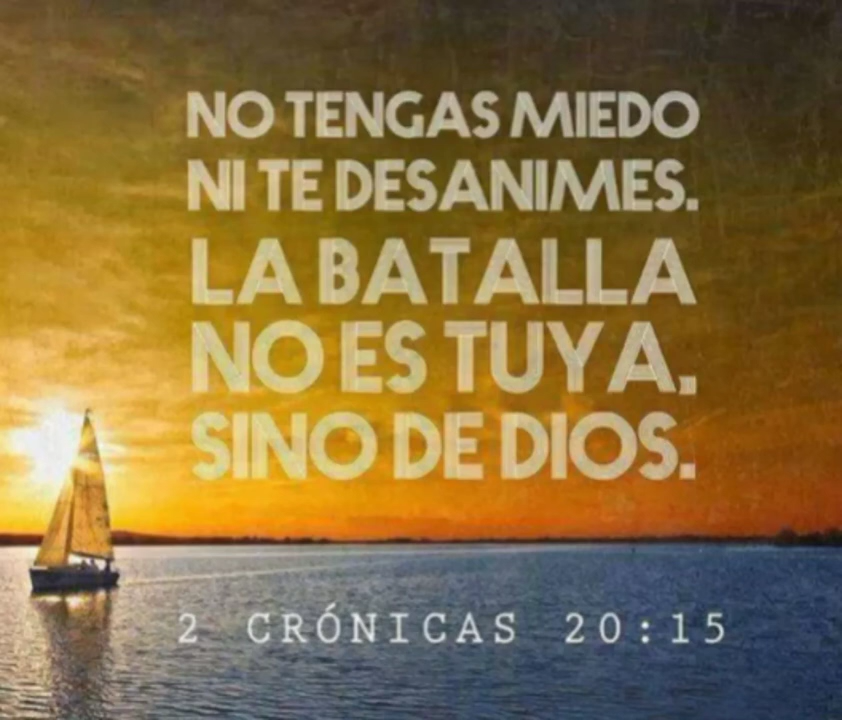 NO TENGAS MIEDO
NI TE DESANIMES.
LA BATALLA
NO ES TUYA,
SINO DE DIOS.
2 CRÓNICAS 20:15